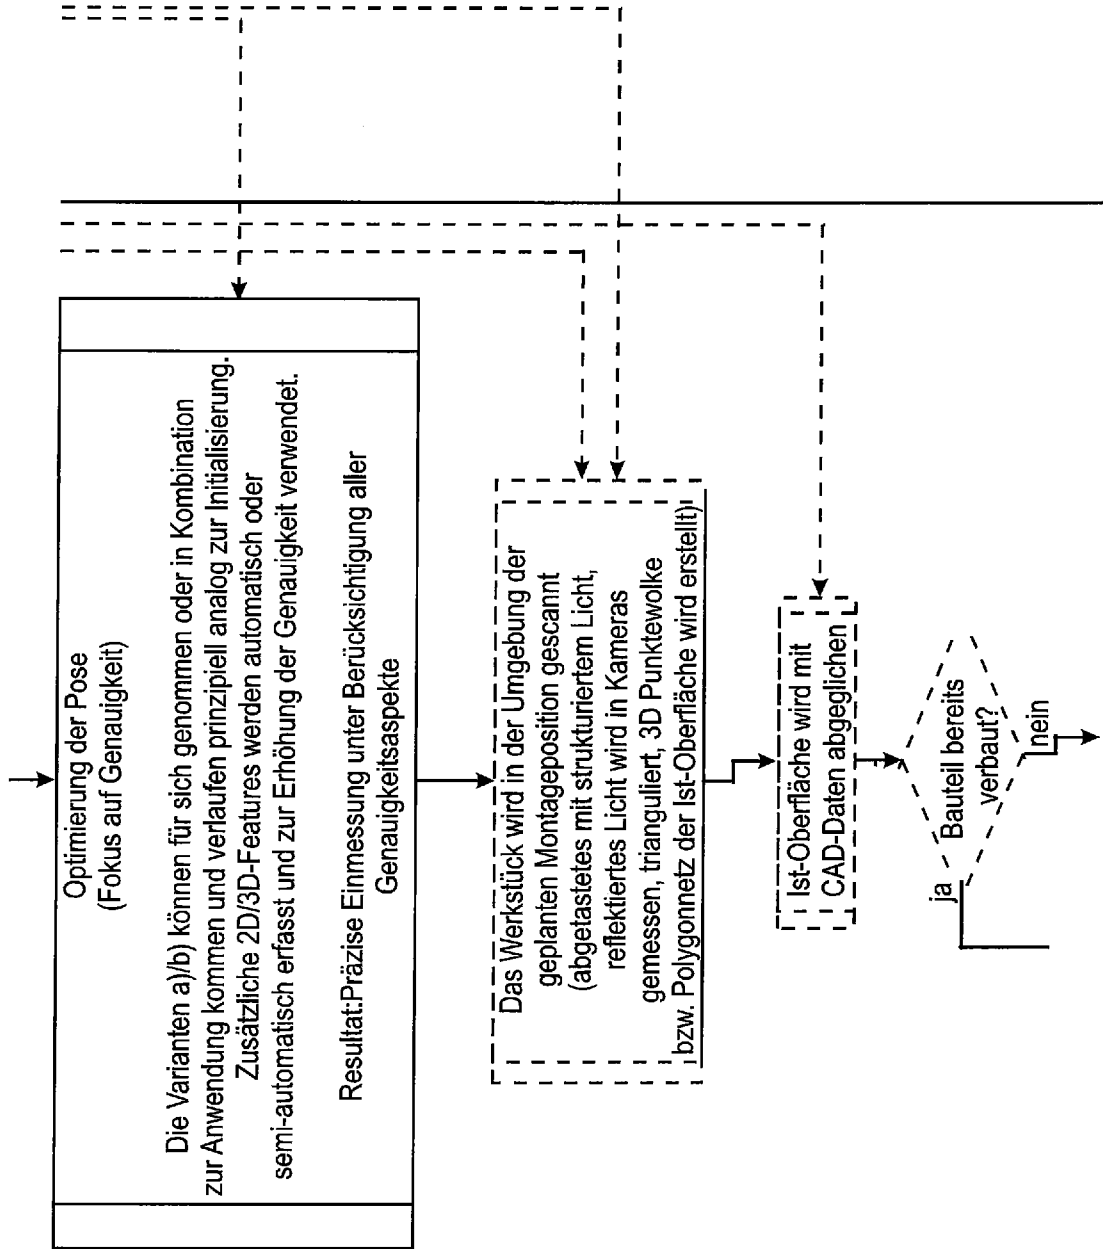 Optimierung der Pose
(Fokus auf Genauigkeit)
Die Varianten a)/b) können für sich genommen oder in Kombination
zur Anwendung kommen und verlaufen prinzipiell analog zur Initialisierung.
Zusätzliche 2D/3D-Features werden automatisch oder
semi-automatisch erfasst und zur Erhöhung der Genauigkeit verwendet.
Resultat:Präzise Einmessung unter Berücksichtigung aller
Genauigkeitsaspekte
Das Werkstück wird in der Umgebung der
geplanten Montageposition gescannt
(abgetastetes mit strukturiertem Licht,
reflektiertes Licht wird in Kameras
gemessen, trianguliert, 3D Punktewolke
bzw. Polygonnetz der Ist-Oberfläche wird erstellt)
Ist-Oberfläche wird mit
CAD-Daten abgeglichen
Bauteil bereits
verbaut?
ja
nein